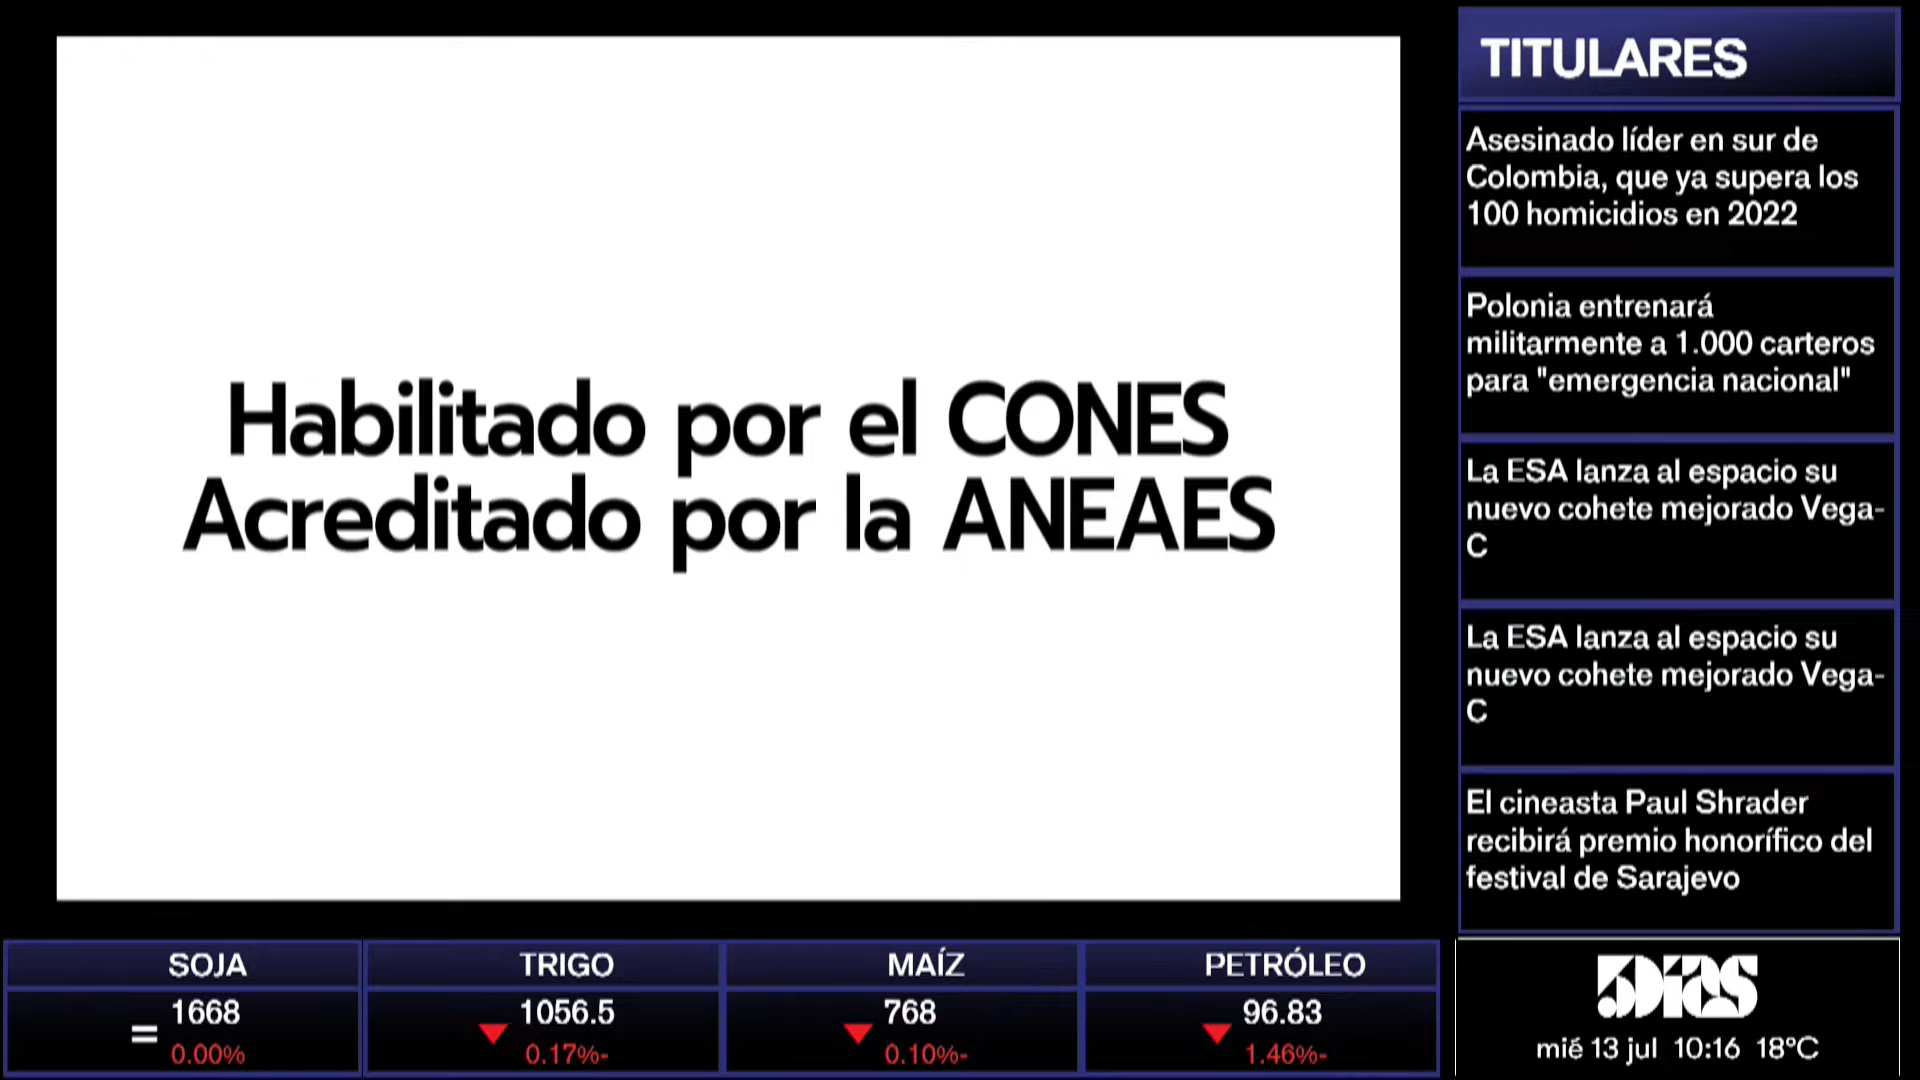 Habilitado por el CONES
Acreditado por la ANEAES
TITULARES
Asesinado líder en sur de
Colombia, que ya supera los
100 homicidios en 2022
Polonia entrenará
militarmente a 1.000 carteros
para "emergencia nacional"
La ESA lanza al espacio su
nuevo cohete mejorado Vega-
C
La ESA lanza al espacio su
nuevo cohete mejorado Vega-
C
El cineasta Paul Shrader
recibirá premio honorífico del
festival de Sarajevo
SOJA
1668
0.00%
TRIGO
1056.5
0.17%-
MAÍZ
768
0.10%-
PETRÓLEO
96.83
1.46%-
5Días
mié 13 jul 10:16 18°C